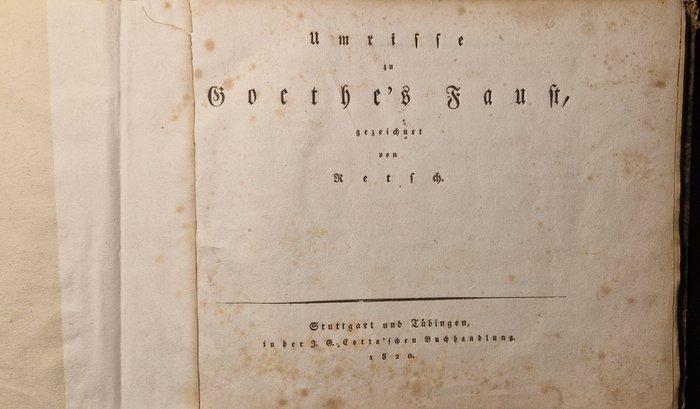 Umrisse
zu
Goethe's Faust,
gezeichnet
von
Retsch.
Stuttgart und Tübingen,
in der J. G. Cotta'schen Buchhandlung.
1820.